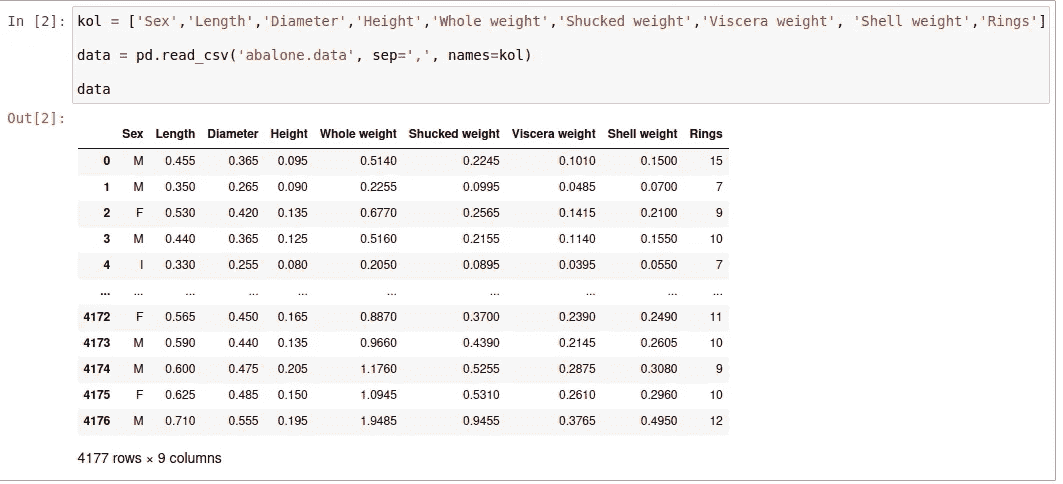 In [2]: kol = ['Sex','Length','Diameter','Height','Whole weight','Shucked weight','Viscera weight', 'Shell weight','Rings']
data = pd.read_csv('abalone.data', sep=',', names=kol)
data
Out[2]:
Sex Length Diameter Height Whole weight Shucked weight Viscera weight Shell weight Rings
0 M 0.455 0.365 0.095 0.5140 0.2245 0.1010 0.1500 15
1 M 0.350 0.265 0.090 0.2255 0.0995 0.0485 0.0700 7
2 F 0.530 0.420 0.135 0.6770 0.2565 0.1415 0.2100 9
3 M 0.440 0.365 0.125 0.5160 0.2155 0.1140 0.1550 10
4 I 0.330 0.255 0.080 0.2050 0.0895 0.0395 0.0550 7
... ... ... ... ... ... ... ... ... ...
4172 F 0.565 0.450 0.165 0.8870 0.3700 0.2390 0.2490 11
4173 M 0.590 0.440 0.135 0.9660 0.4390 0.2145 0.2605 10
4174 M 0.600 0.475 0.205 1.1760 0.5255 0.2875 0.3080 9
4175 F 0.625 0.485 0.150 1.0945 0.5310 0.2610 0.2960 10
4176 M 0.710 0.555 0.195 1.9485 0.9455 0.3765 0.4950 12
4177 rows × 9 columns